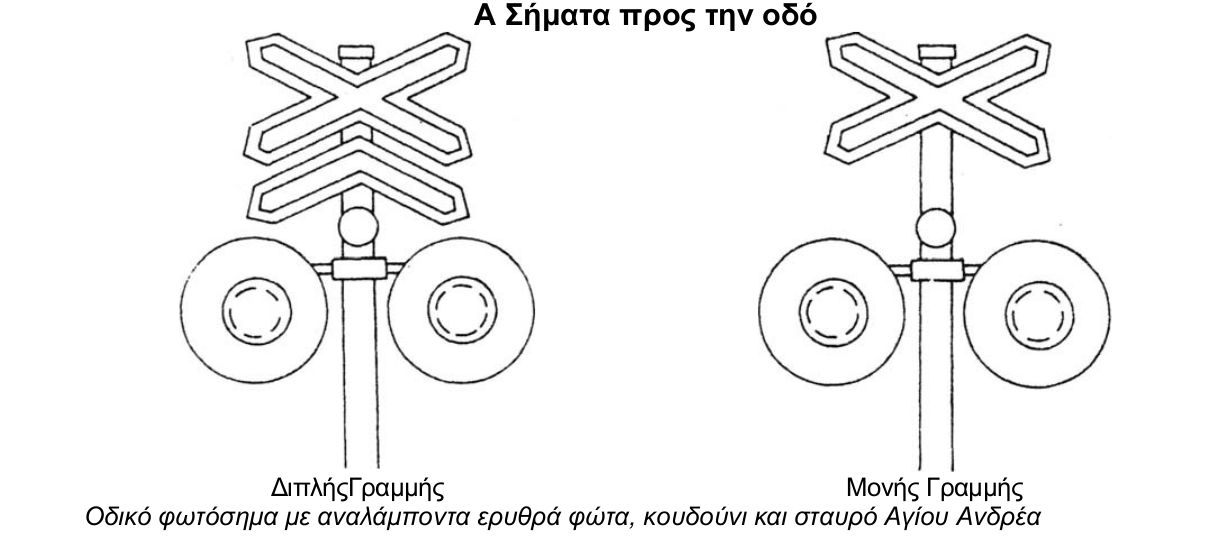 Α Σήματα προς την οδό
ΔιπλήςΓραμμής
Μονής Γραμμής
Οδικό φωτόσημα με αναλάμποντα ερυθρά φώτα, κουδούνι και σταυρό Αγίου Ανδρέα